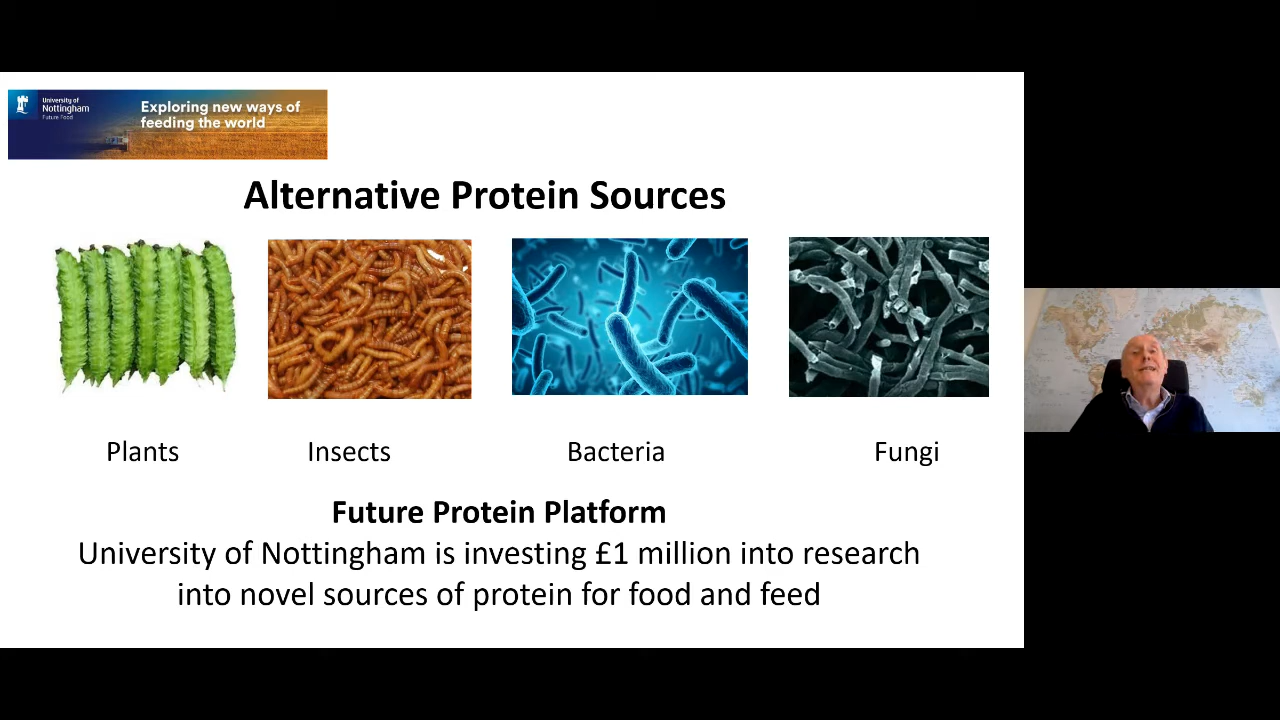 University of
Nottingham
Future Food
Exploring new ways of
feeding the world
Alternative Protein Sources
Plants
Insects
Bacteria
Fungi
Future Protein Platform
University of Nottingham is investing £1 million into research
into novel sources of protein for food and feed